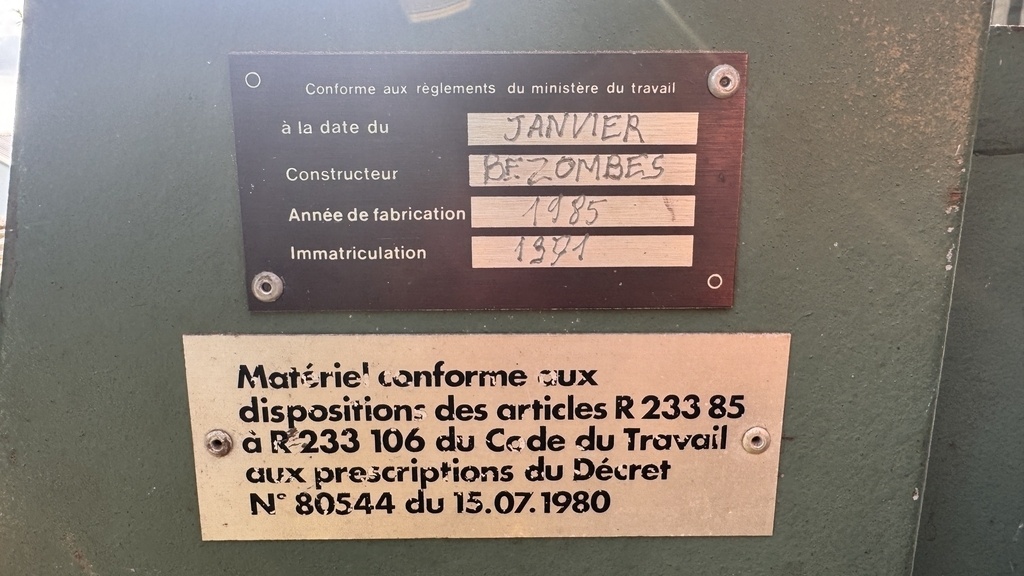 Conforme aux règlements du ministère du travail
à la date du JANVIER
Constructeur BEZOMBES
Année de fabrication 1985
Immatriculation 1371
Matériel conforme aux
dispositions des articles R 233 85
à R 233 106 du Code du Travail
aux prescriptions du Décret
N° 80544 du 15.07.1980